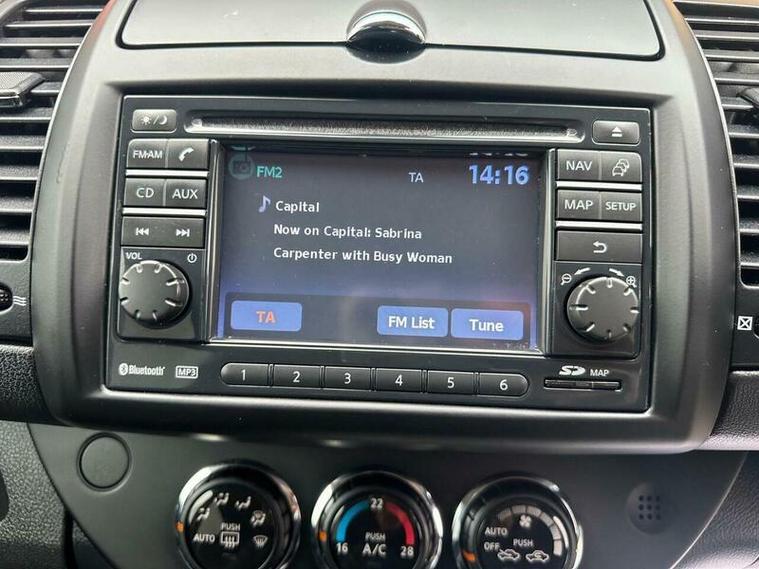 FM2
TA
14:16
Capital
Now on Capital: Sabrina
Carpenter with Busy Woman
TA
FM List
Tune
FM·AM
CD
AUX
VOL
NAV
MAP
SETUP
Bluetooth
MP3
1
2
3
4
5
6
SD
MAP
PUSH
AUTO
22
PUSH
16
A/C
28
AUTO
OFF
PUSH